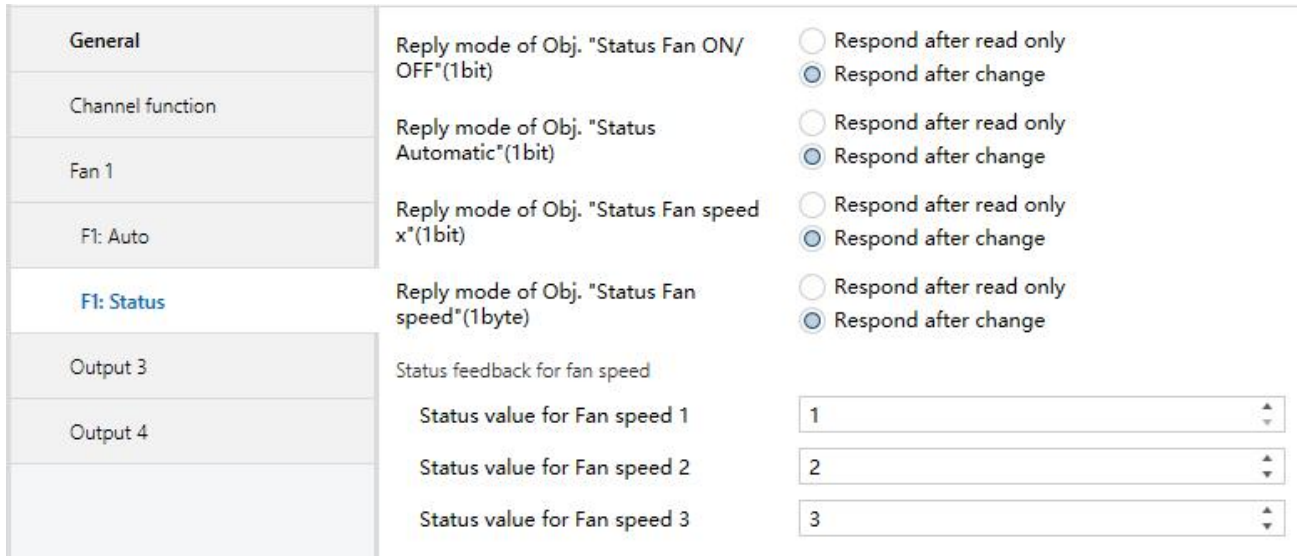 General
Channel function
Fan 1
F1: Auto
F1: Status
Output 3
Output 4
Reply mode of Obj. "Status Fan ON/
OFF"(1bit)
Respond after read only
Respond after change
Reply mode of Obj. "Status
Automatic"(1bit)
Respond after read only
Respond after change
Reply mode of Obj. "Status Fan speed
x"(1bit)
Respond after read only
Respond after change
Reply mode of Obj. "Status Fan
speed"(1byte)
Respond after read only
Respond after change
Status feedback for fan speed
Status value for Fan speed 1
1
Status value for Fan speed 2
2
Status value for Fan speed 3
3